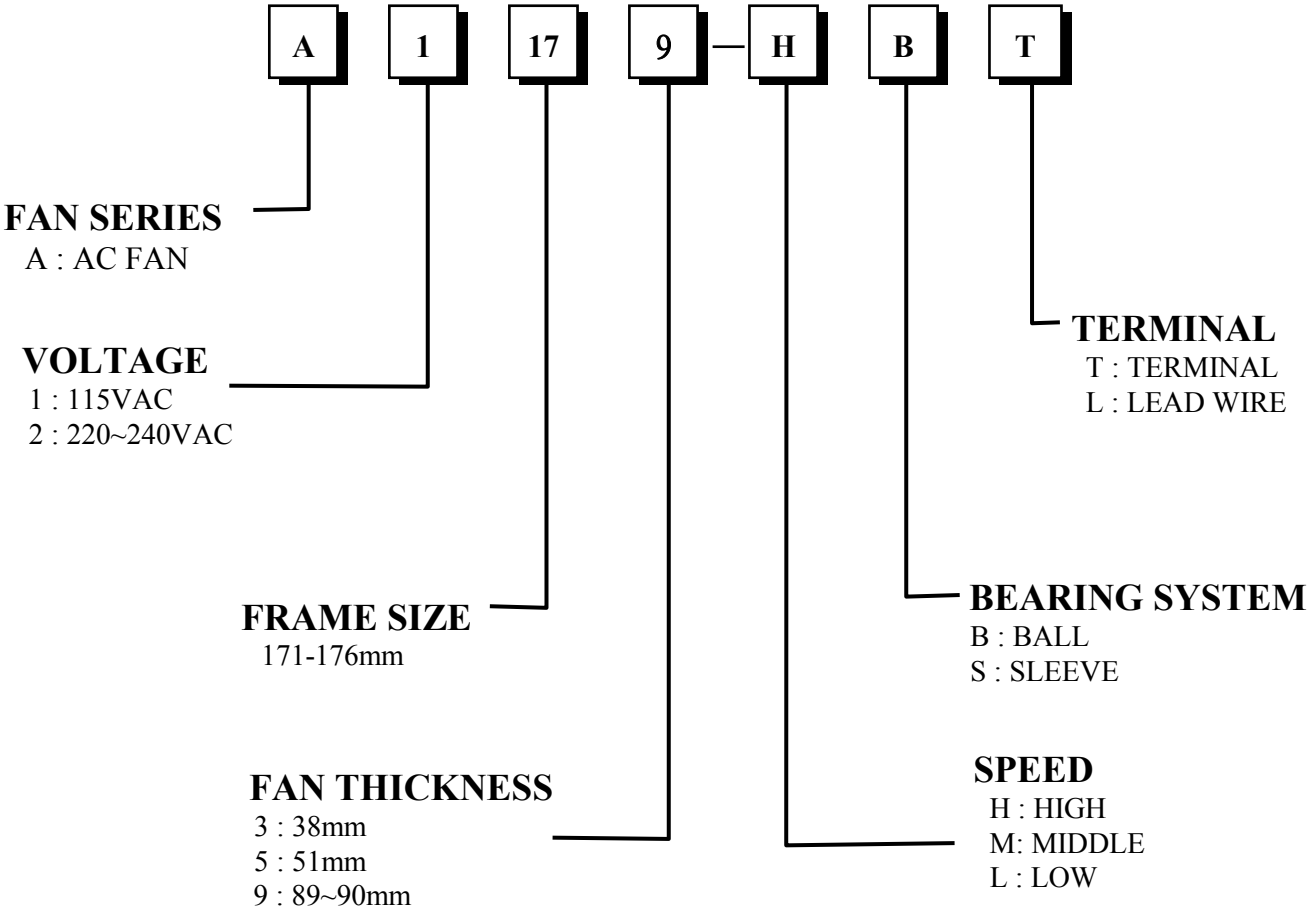 A 1 17 9 — H B T
FAN SERIES
A : AC FAN
VOLTAGE
1 : 115VAC
2 : 220~240VAC
FRAME SIZE
171-176mm
FAN THICKNESS
3 : 38mm
5 : 51mm
9 : 89~90mm
TERMINAL
T : TERMINAL
L : LEAD WIRE
BEARING SYSTEM
B : BALL
S : SLEEVE
SPEED
H : HIGH
M: MIDDLE
L : LOW